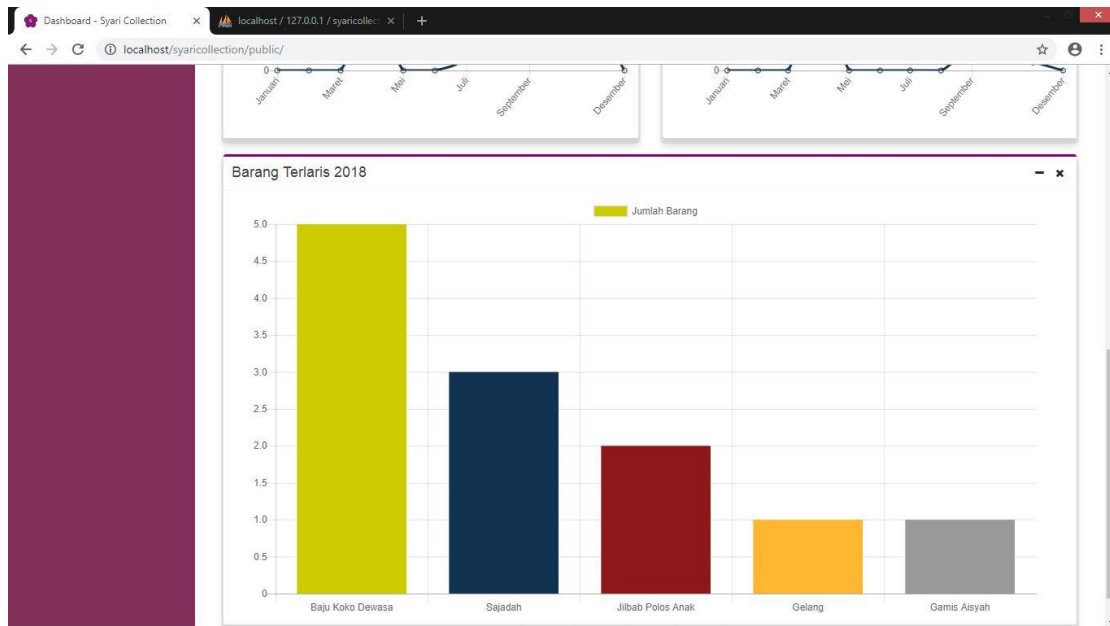 Dashboard - Syari Collection
localhost / 127.0.0.1 / syaricollect
localhost/syaricollection/public/
0 0
Januari Maret Mei Juli September Desember Januari Maret Mei Juli September Desember
Barang Terlaris 2018
Jumlah Barang
5.0
4.5
4.0
3.5
3.0
2.5
2.0
1.5
1.0
0.5
0
Baju Koko Dewasa Sajadah Jilbab Polos Anak Gelang Gamis Aisyah